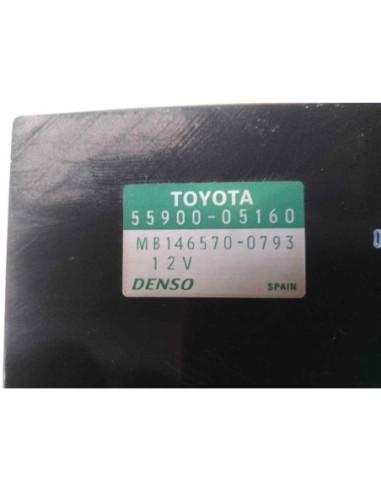 TOYOTA
55900-05160
MB146570-0793
12V
DENSO SPAIN